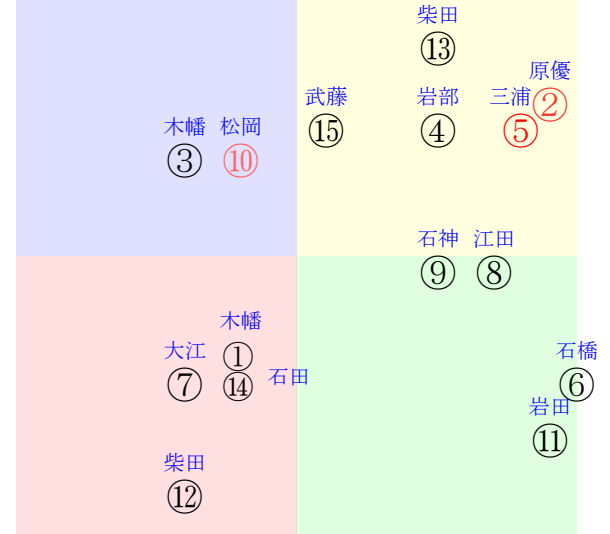 柴田
⑬
原優
②
武藤
⑮
岩部
④
三浦
⑤
木幡
③
松岡
⑩
石神
⑨
江田
⑧
木幡
①
大江
⑦
⑭
石田
石橋
⑥
岩田
⑪
柴田
⑫